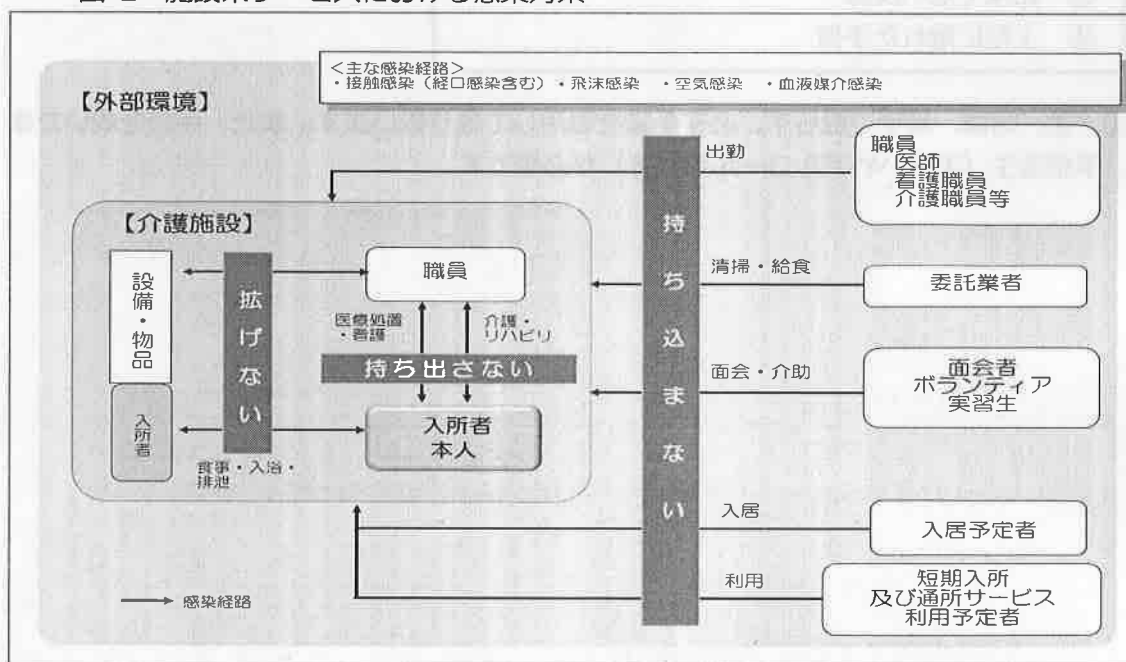 <主な感染経路>
・接触感染(経口感染含む)・飛沫感染 ・空気感染 ・血液媒介感染
【外部環境】
出勤
職員
医師
看護職員
介護職員等
持ち込まない
【介護施設】
設備・物品
拡げない
職員
清掃・給食
委託業者
医療処置
・看護
介護・
リハビリ
持ち出さない
面会・介助
面会者
ボランティア
実習生
入所者
入所者
本人
食事・入浴・
排泄
入居
入居予定者
利用
短期入所
及び通所サービス
利用予定者
感染経路